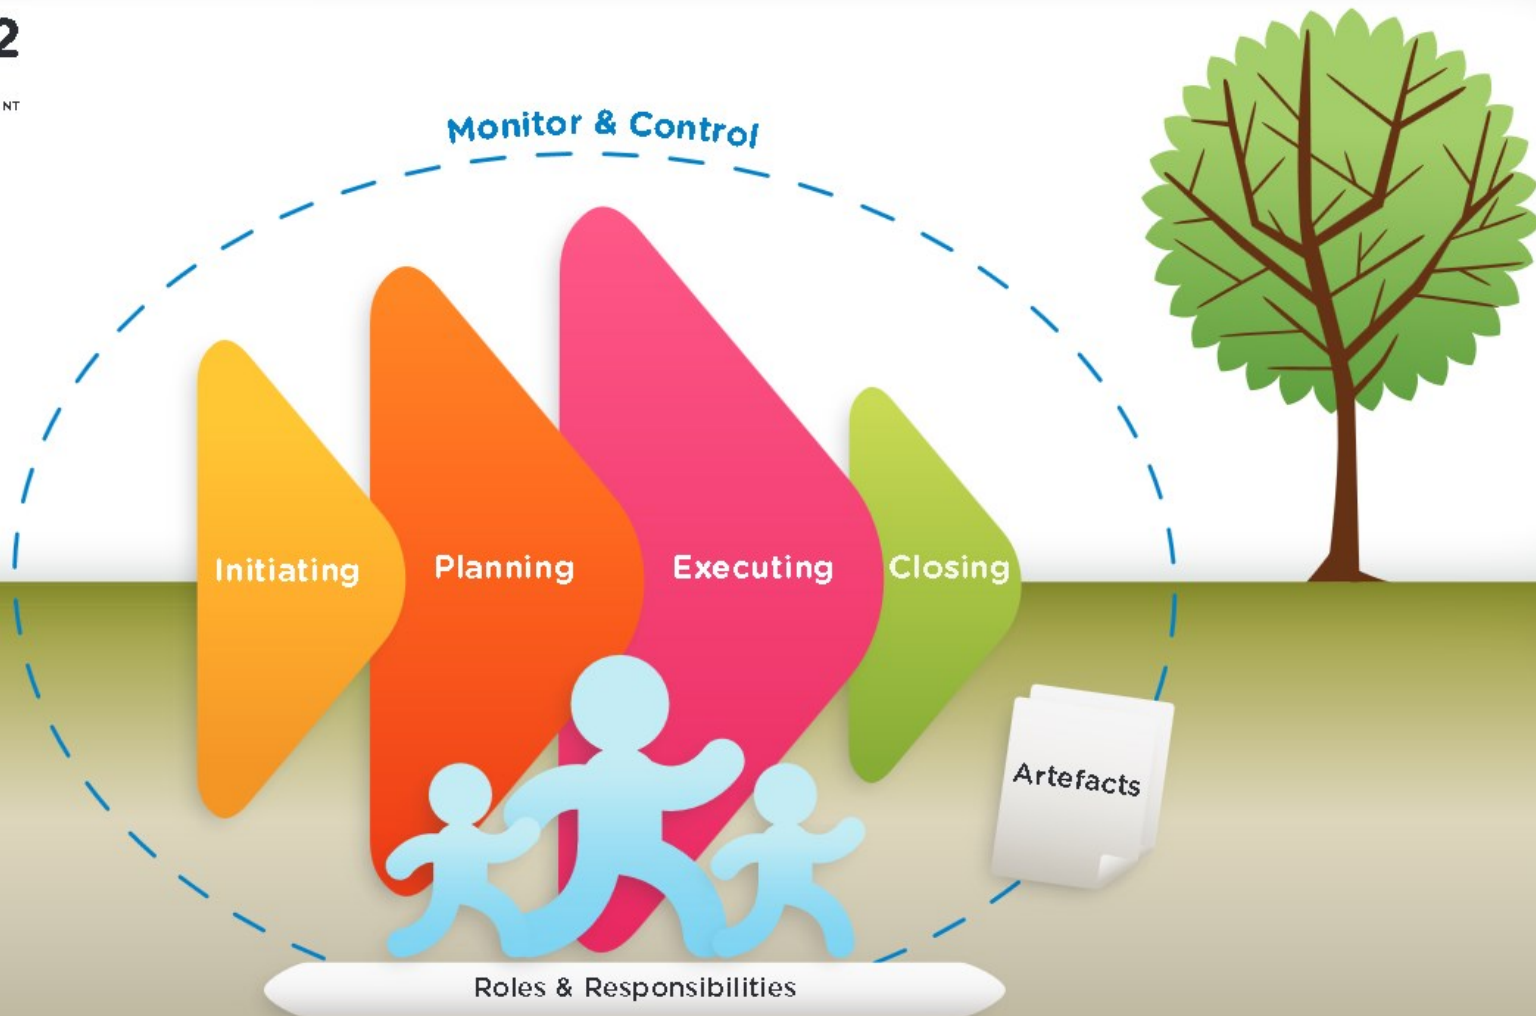 2
NT
Monitor & Control
Initiating
Planning
Executing
Closing
Artefacts
Roles & Responsibilities